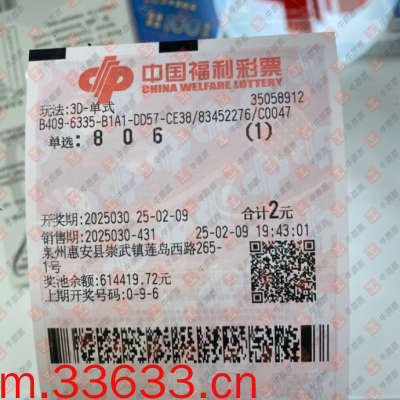 中国福利彩票
CHINA WELFARE LOTTERY
玩法:3D-单式 35058912
B409-6335-B1A1-DD57-CE38/83452276/C0047
单选: 8 0 6 (1)
开奖期:2025030 25-02-09 合计2元
销售期:2025030-431 25-02-09 19:43:01
泉州惠安县崇武镇莲岛西路265-
1号
奖池余额:614419.72元
上期开奖号码:0-9-6
m.33633.cn